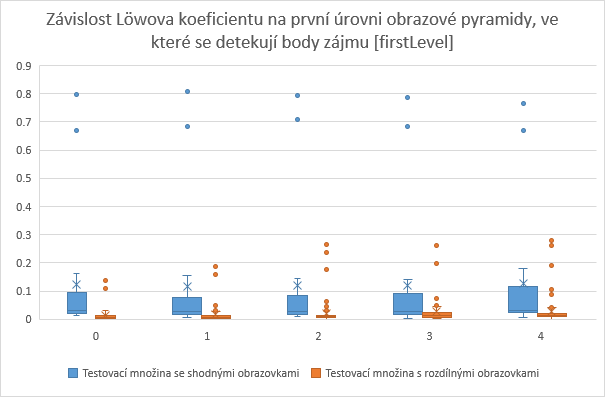 Závislost Löwova koeficientu na první úrovni obrazové pyramidy, ve
které se detekují body zájmu [firstLevel]
0.9
0.8
0.7
0.6
0.5
0.4
0.3
0.2
0.1
0
0 1 2 3 4
Testovací množina se shodnými obrazovkami Testovací množina s rozdílnými obrazovkami